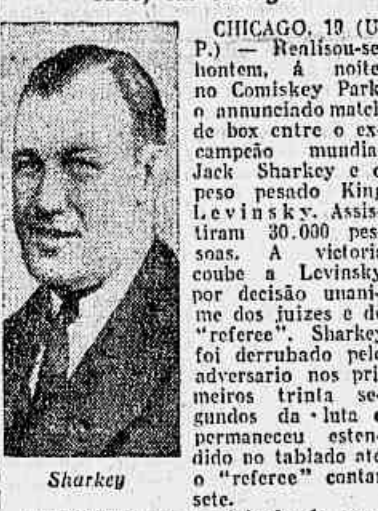 CHICAGO, 19 (U.
P.) — Realisou-se
hontem, á noite
no Comiskey Park
o annunciado match
de box entre o ex-
campeão mundia
Jack Sharkey e o
peso pesado King
Levinsky. Assis-
tiram 30.000 pes-
soas. A victoria
coube a Levinsky
por decisão unani-
me dos juizes e do
"referee". Sharkey
foi derrubado pelo
adversario nos pri-
meiros trinta se-
gundos da luta e
permaneceu esten-
dido no tablado até
o "referee" contar
sete.
Sharkey